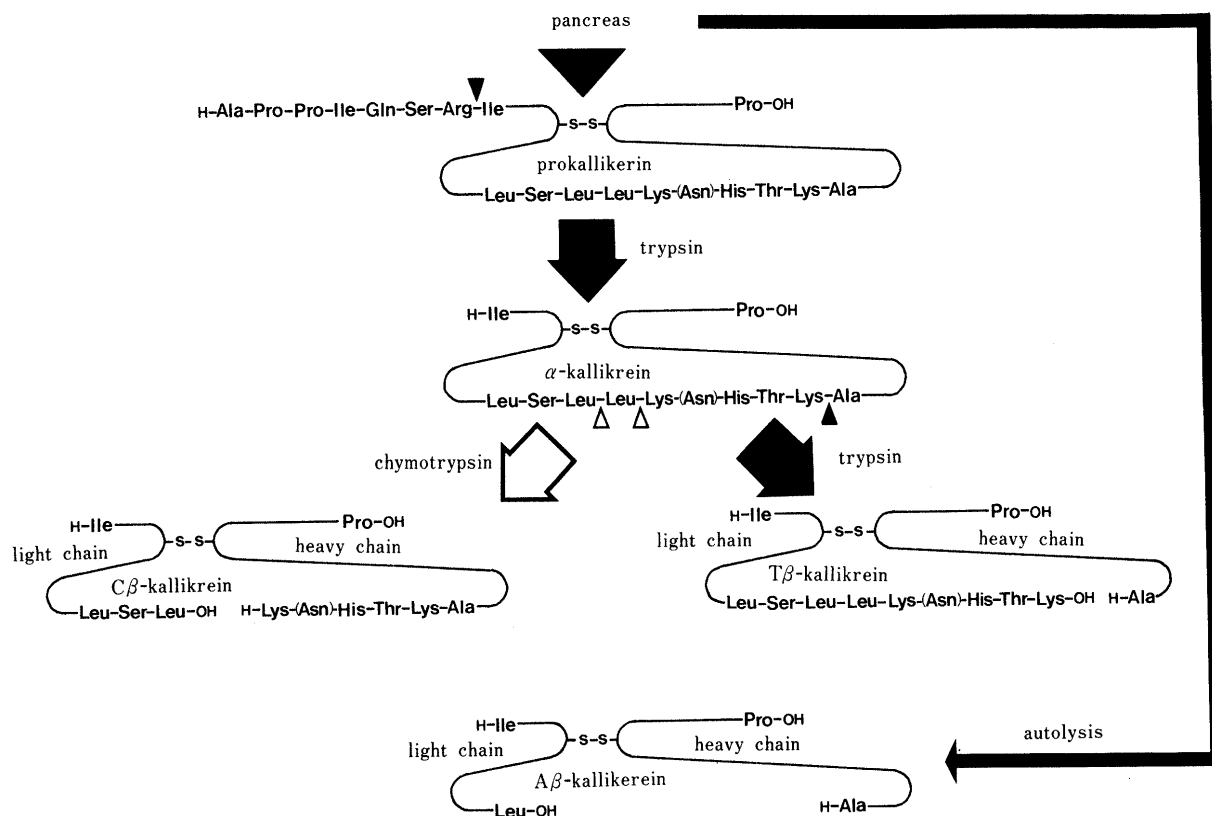 pancreas
H-Ala-Pro-Pro-Ile-Gln-Ser-Arg-Ile
-S-S-
Pro-OH
prokallikerin
Leu-Ser-Leu-Leu-Lys-(Asn)-His-Thr-Lys-Ala
trypsin
H-Ile
-S-S-
Pro-OH
α-kallikrein
Leu-Ser-Leu-Leu-Lys-(Asn)-His-Thr-Lys-Ala
chymotrypsin
trypsin
H-Ile
-S-S-
Pro-OH
light chain
heavy chain
Cβ-kallikrein
Leu-Ser-Leu-OH H-Lys-(Asn)-His-Thr-Lys-Ala
H-Ile
-S-S-
Pro-OH
light chain
heavy chain
Tβ-kallikrein
Leu-Ser-Leu-Leu-Lys-(Asn)-His-Thr-Lys-OH H-Ala
H-Ile
-S-S-
Pro-OH
light chain
heavy chain
autolysis
Aβ-kallikerein
Leu-OH
H-Ala